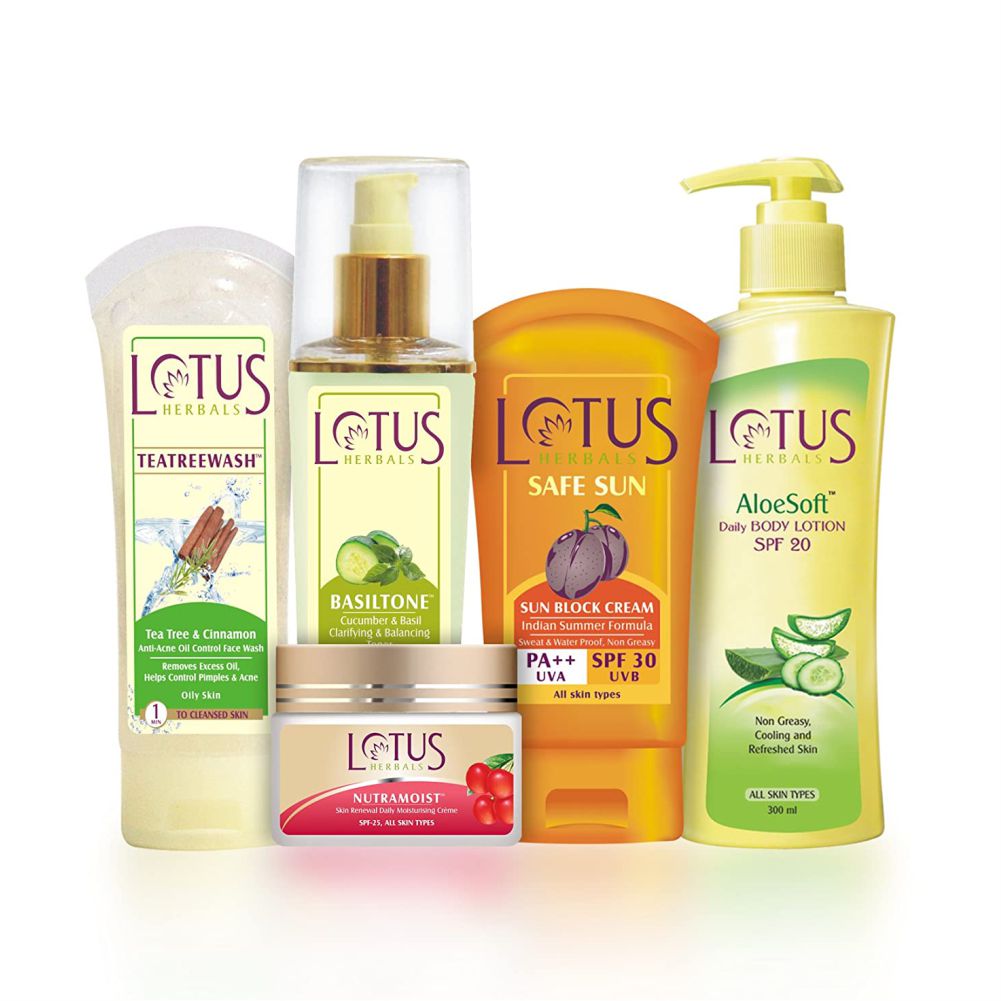 LOTUS
HERBALS
TEATREEWASH™
Tea Tree & Cinnamon
Anti-Acne Oil Control Face Wash
Removes Excess Oil,
Helps Control Pimples & Acne
Oily Skin
1
MIN
TO CLEANSED SKIN
LOTUS
HERBALS
BASILTONE™
Cucumber & Basil
Clarifying & Balancing
Toner
LOTUS
HERBALS
NUTRAMOIST™
Skin Renewal Daily Moisturising Crème
SPF-25, ALL SKIN TYPES
LOTUS
HERBALS
SAFE SUN
SUN BLOCK CREAM
Indian Summer Formula
Sweat & Water Proof, Non Greasy
PA++
UVA
SPF 30
UVB
All skin types
LOTUS
HERBALS
AloeSoft™
Daily BODY LOTION
SPF 20
Non Greasy,
Cooling and
Refreshed Skin
ALL SKIN TYPES
300 ml